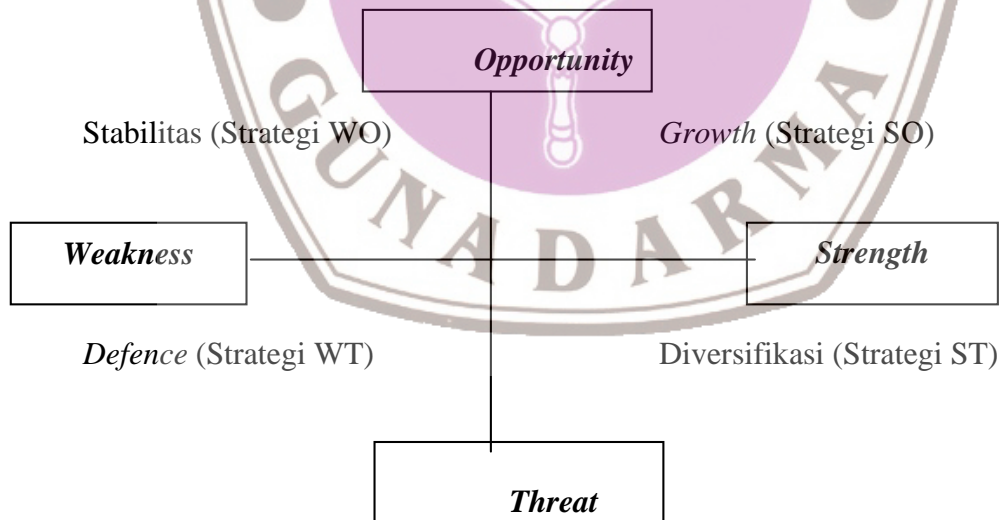 Opportunity
Stabilitas (Strategi WO)
Growth (Strategi SO)
GUNADARMA
Weakness
Strength
Defence (Strategi WT)
Diversifikasi (Strategi ST)
Threat